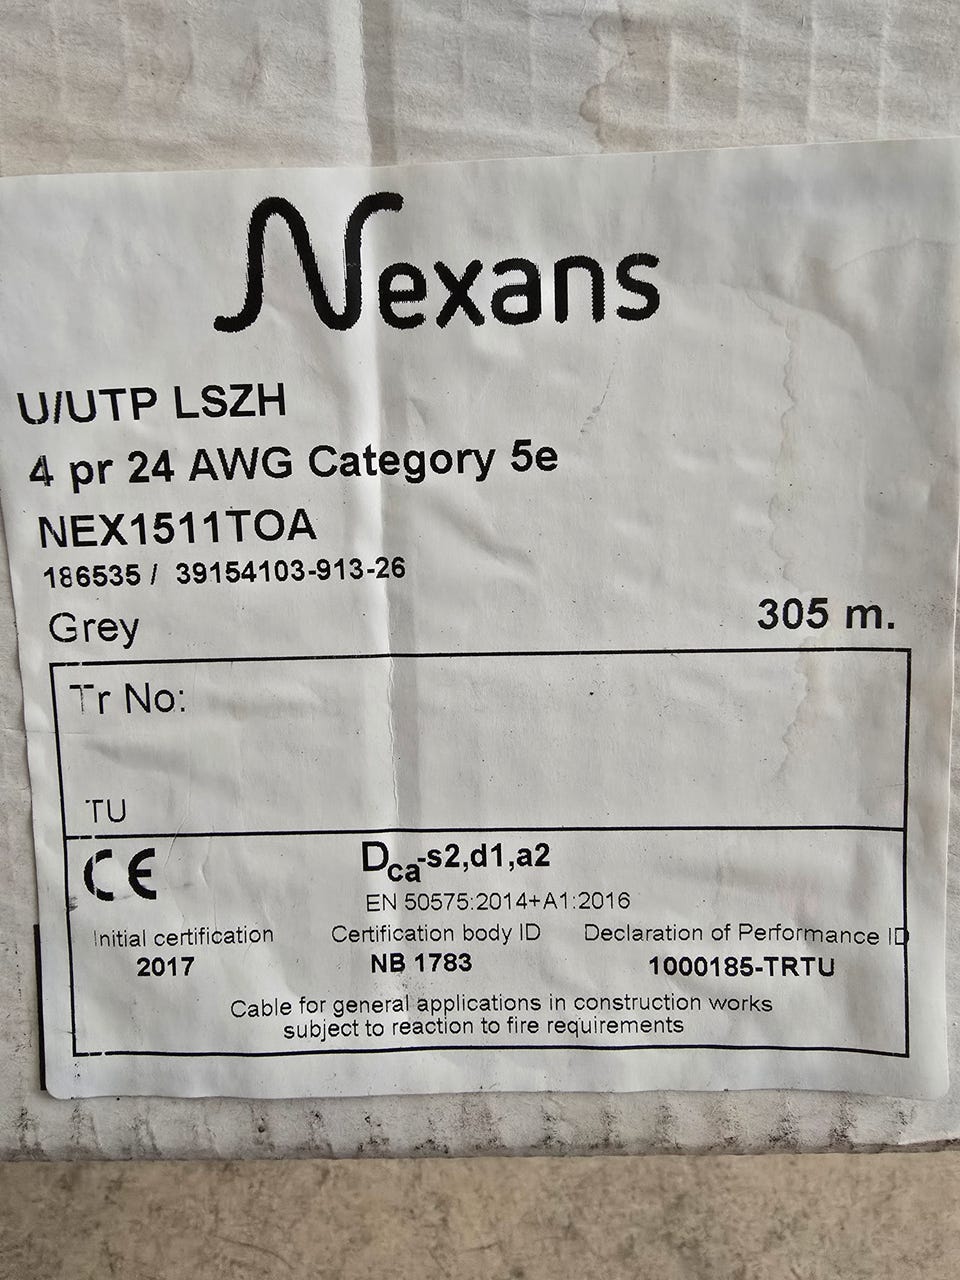 Nexans
U/UTP LSZH
4 pr 24 AWG Category 5e
NEX1511TOA
186535 / 39154103-913-26
Grey
305 m.
Tr No:
TU
CE
Dca-s2,d1,a2
EN 50575:2014+A1:2016
Initial certification
2017
Certification body ID
NB 1783
Declaration of Performance ID
1000185-TRTU
Cable for general applications in construction works
subject to reaction to fire requirements